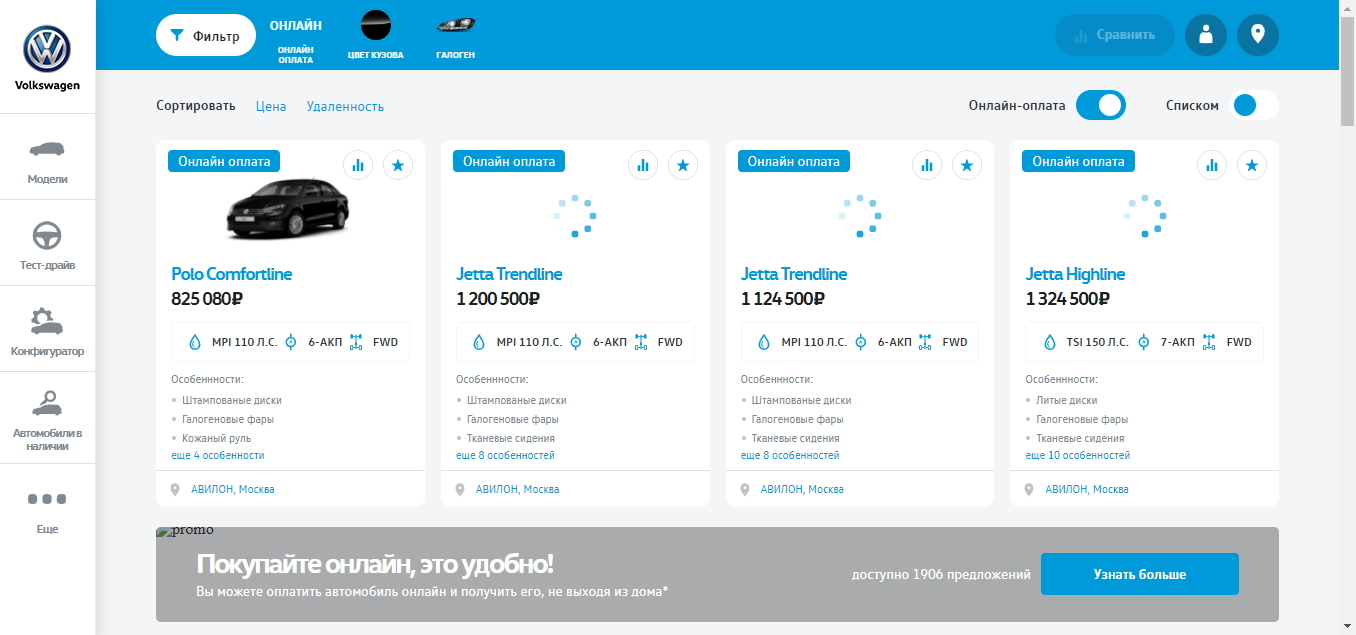 Volkswagen
Модели
Тест-драйв
Конфигуратор
Автомобили в
наличии
Еще
Фильтр
ОНЛАЙН
ОНЛАЙН
ОПЛАТА
ЦВЕТ КУЗОВА
ГАЛОГЕН
Сравнить
Сортировать Цена Удаленность
Онлайн-оплата Списком
Онлайн оплата
Polo Comfortline
825 080₽
MPI 110 Л.С. 6-АКП FWD
Особеннности:
Штампованые диски
Галогеновые фары
Кожаный руль
еще 4 особенности
АВИЛОН, Москва
Онлайн оплата
Jetta Trendline
1 200 500₽
MPI 110 Л.С. 6-АКП FWD
Особеннности:
Штампованые диски
Галогеновые фары
Тканевые сидения
еще 8 особенностей
АВИЛОН, Москва
Онлайн оплата
Jetta Trendline
1 124 500₽
MPI 110 Л.С. 6-АКП FWD
Особеннности:
Штампованые диски
Галогеновые фары
Тканевые сидения
еще 8 особенностей
АВИЛОН, Москва
Онлайн оплата
Jetta Highline
1 324 500₽
TSI 150 Л.С. 7-АКП FWD
Особеннности:
Литые диски
Галогеновые фары
Тканевые сидения
еще 10 особенностей
АВИЛОН, Москва
promo
Покупайте онлайн, это удобно!
Вы можете оплатить автомобиль онлайн и получить его, не выходя из дома*
доступно 1906 предложений
Узнать больше